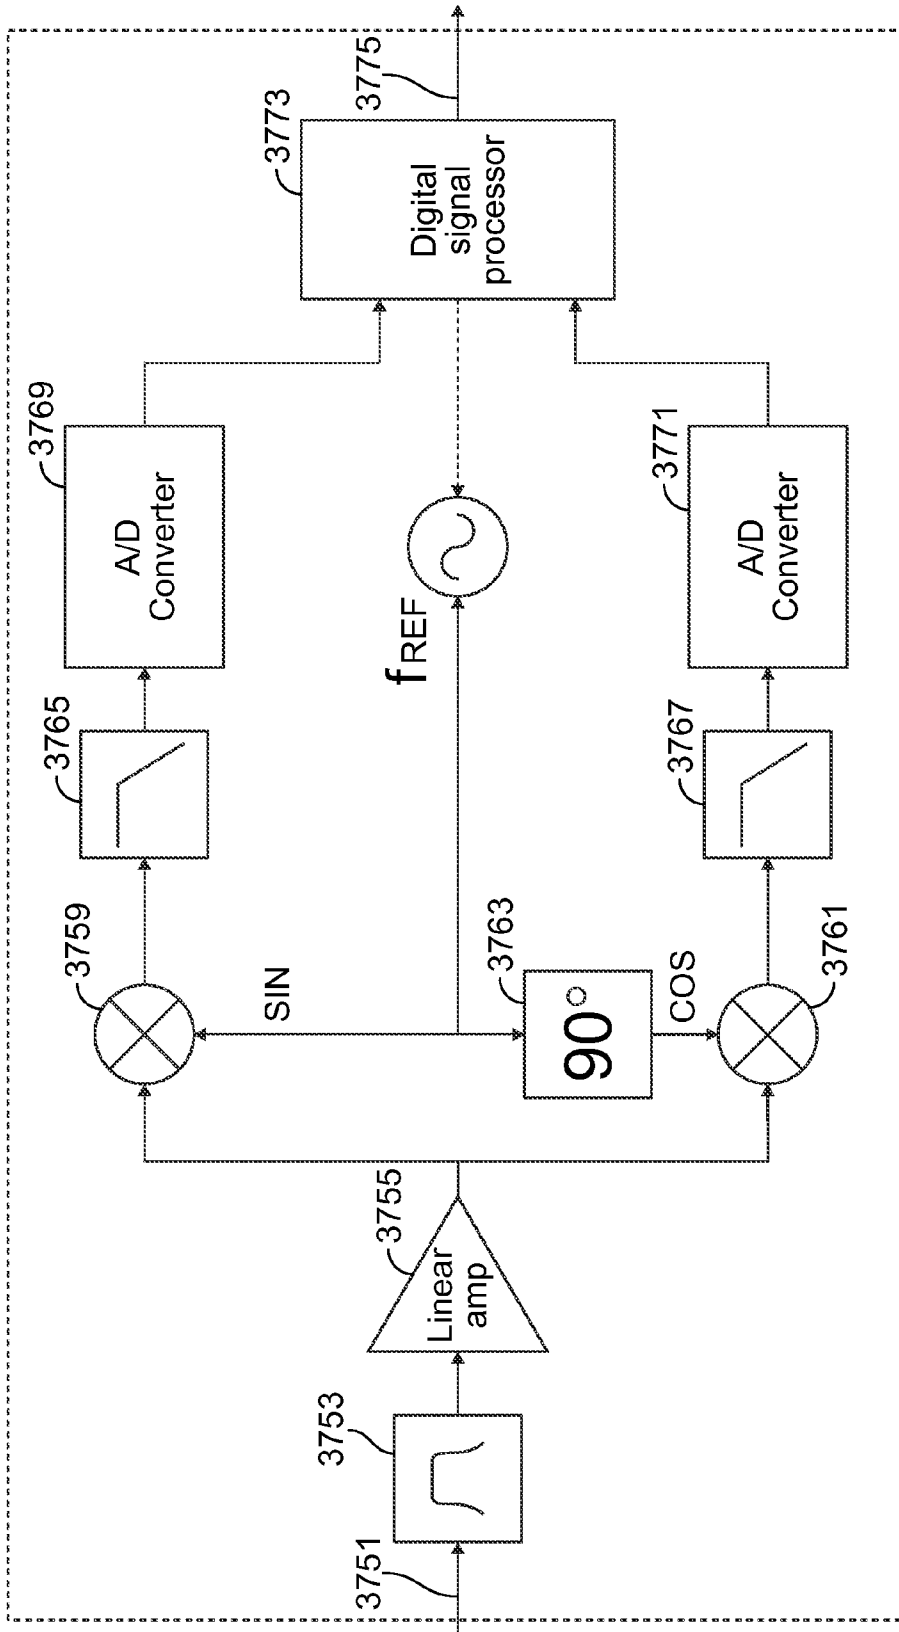 3751
3753
Linear
amp
3755
3759
SIN
3763
90°
COS
3761
3765
3767
fREF
3769
A/D
Converter
3771
A/D
Converter
3773
Digital
signal
processor
3775